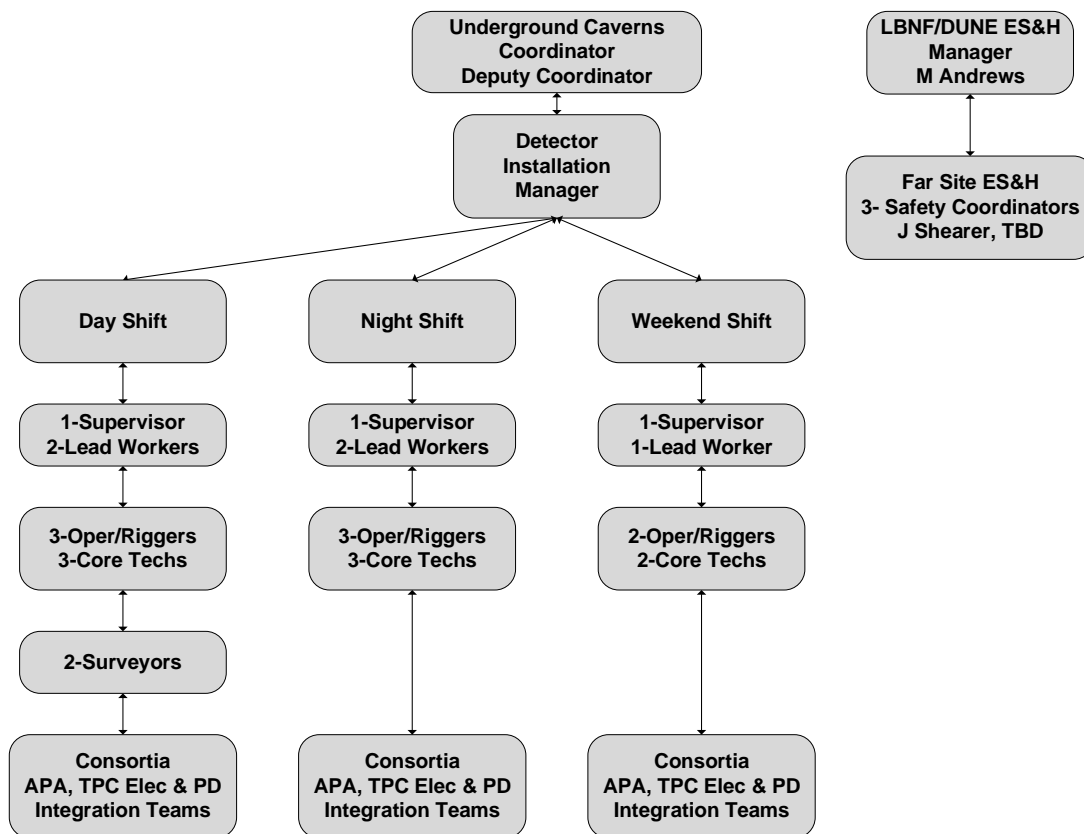 Underground Caverns
Coordinator
Deputy Coordinator
LBNF/DUNE ES&H
Manager
M Andrews
Detector
Installation
Manager
Far Site ES&H
3- Safety Coordinators
J Shearer, TBD
Day Shift
Night Shift
Weekend Shift
1-Supervisor
2-Lead Workers
1-Supervisor
2-Lead Workers
1-Supervisor
1-Lead Worker
3-Oper/Riggers
3-Core Techs
3-Oper/Riggers
3-Core Techs
2-Oper/Riggers
2-Core Techs
2-Surveyors
Consortia
APA, TPC Elec & PD
Integration Teams
Consortia
APA, TPC Elec & PD
Integration Teams
Consortia
APA, TPC Elec & PD
Integration Teams